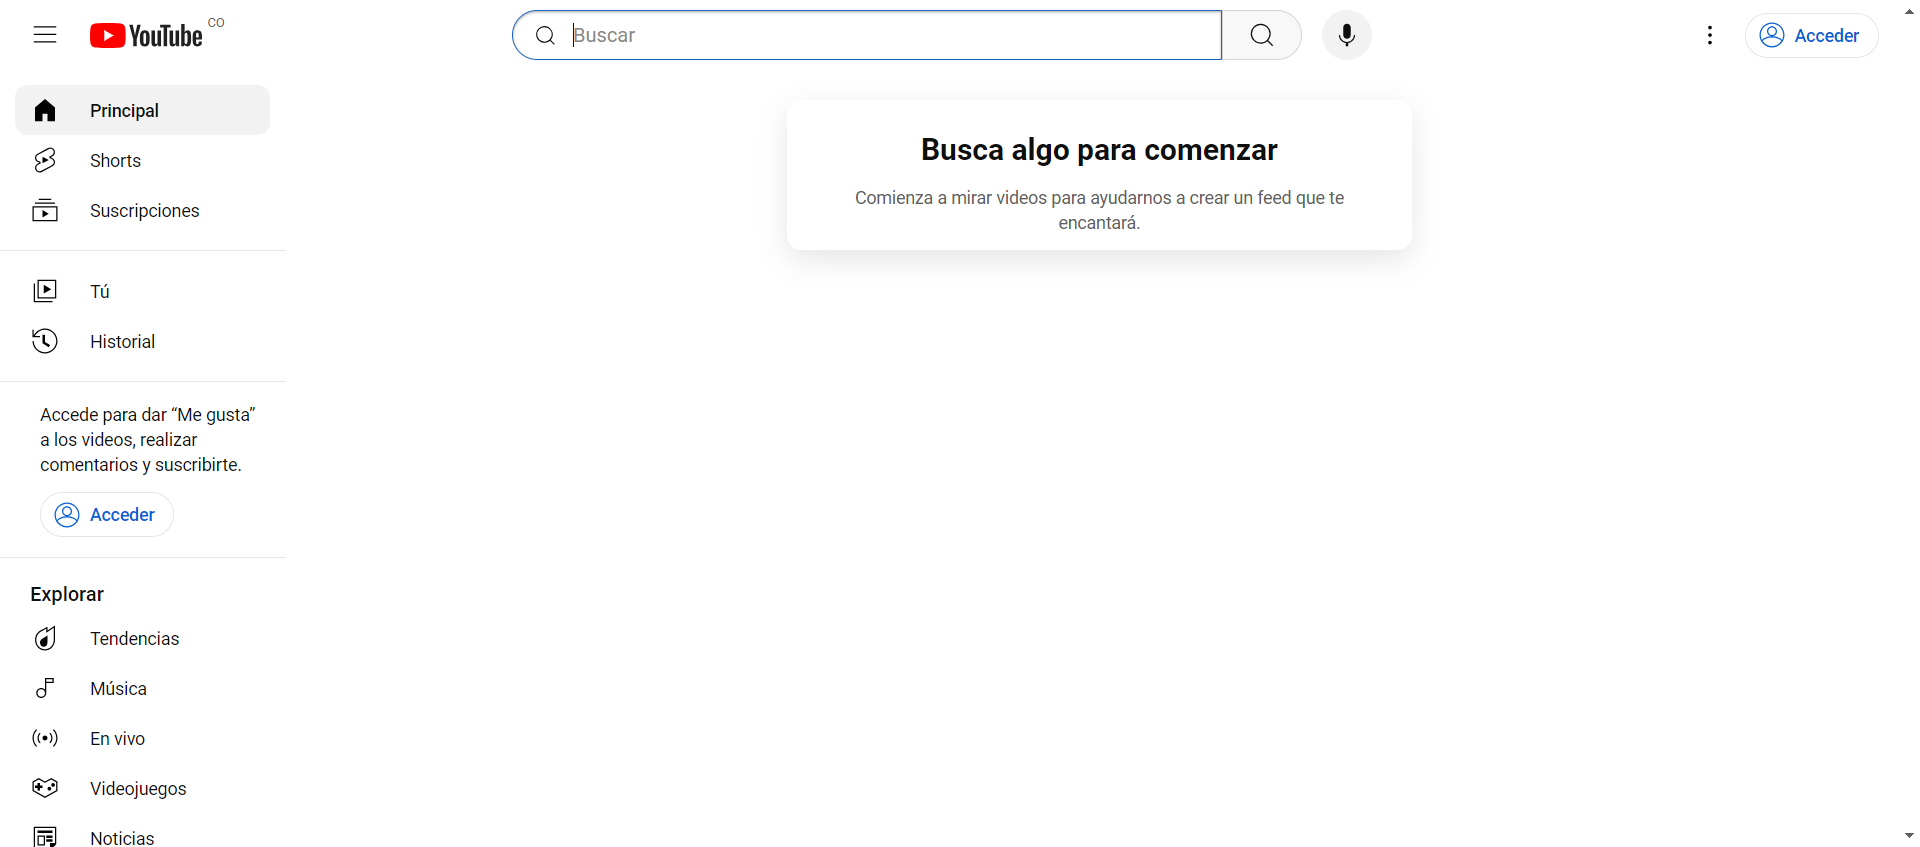 YouTube CO
Buscar
Acceder
Principal
Shorts
Suscripciones
Tú
Historial
Accede para dar “Me gusta”
a los videos, realizar
comentarios y suscribirte.
Acceder
Explorar
Tendencias
Música
En vivo
Videojuegos
Noticias
Busca algo para comenzar
Comienza a mirar videos para ayudarnos a crear un feed que te
encantará.